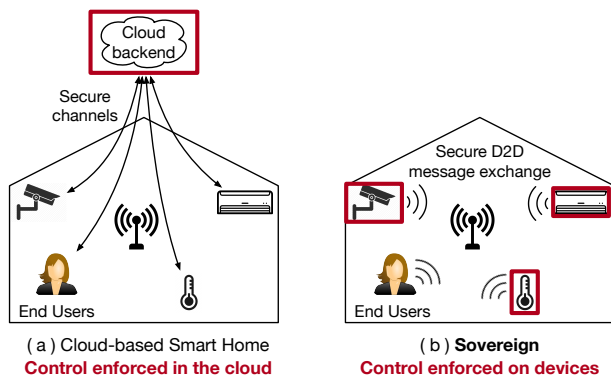 Cloud
backend
Secure
channels
End Users
( a ) Cloud-based Smart Home
Control enforced in the cloud
Secure D2D
message exchange
End Users
( b ) Sovereign
Control enforced on devices